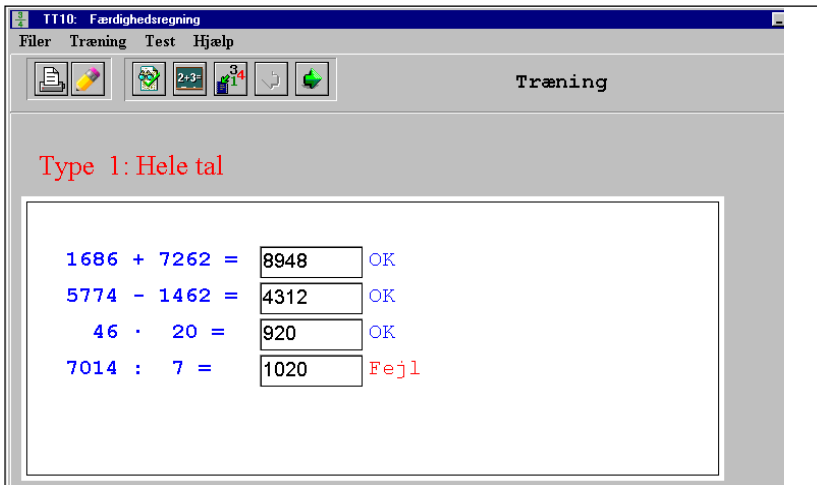 TT10: Færdighedsregning
Filer Træning Test Hjælp
2+3=
3
1 4
Træning
Type 1: Hele tal
1686 + 7262 = 8948 OK
5774 - 1462 = 4312 OK
46 · 20 = 920 OK
7014 : 7 = 1020 Fejl